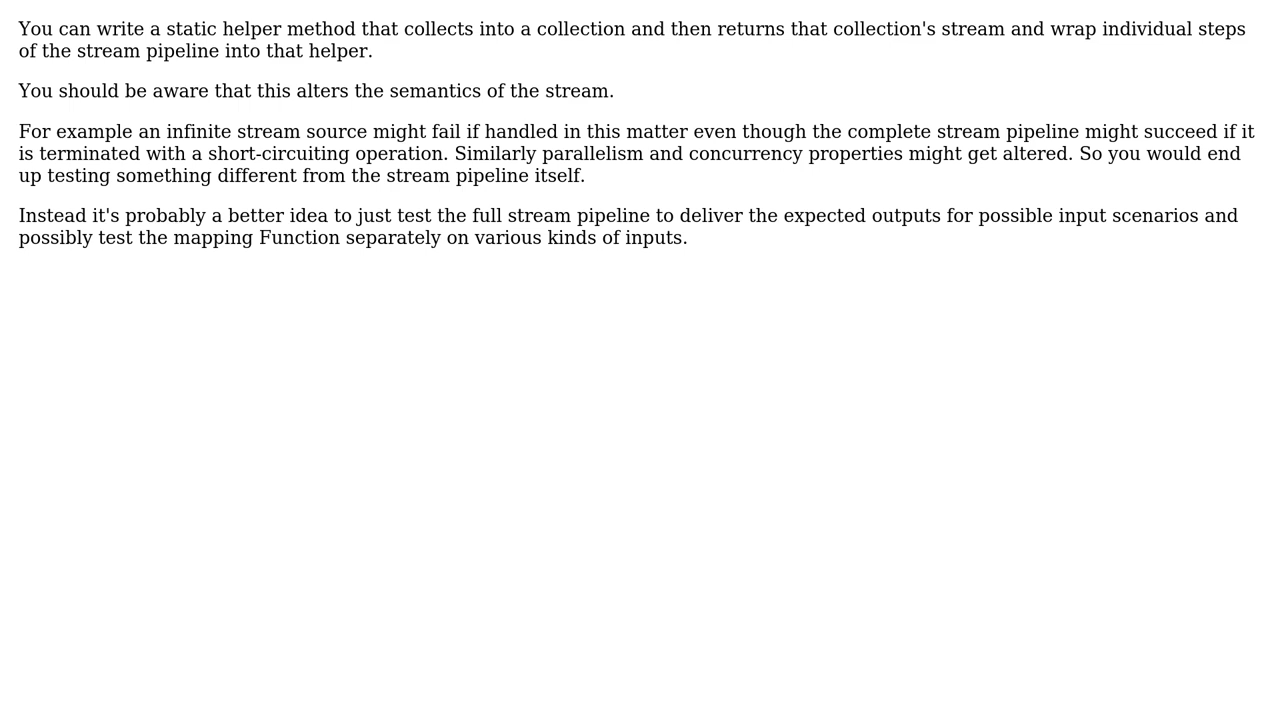 You can write a static helper method that collects into a collection and then returns that collection's stream and wrap individual steps
of the stream pipeline into that helper.
You should be aware that this alters the semantics of the stream.
For example an infinite stream source might fail if handled in this matter even though the complete stream pipeline might succeed if it
is terminated with a short-circuiting operation. Similarly parallelism and concurrency properties might get altered. So you would end
up testing something different from the stream pipeline itself.
Instead it's probably a better idea to just test the full stream pipeline to deliver the expected outputs for possible input scenarios and
possibly test the mapping Function separately on various kinds of inputs.